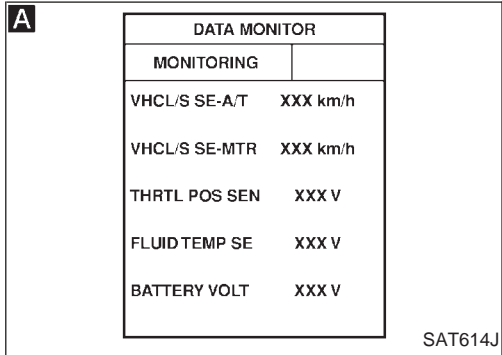 A
DATA MONITOR
MONITORING
VHCL/S SE-A/T XXX km/h
VHCL/S SE-MTR XXX km/h
THRTL POS SEN XXX V
FLUID TEMP SE XXX V
BATTERY VOLT XXX V
SAT614J